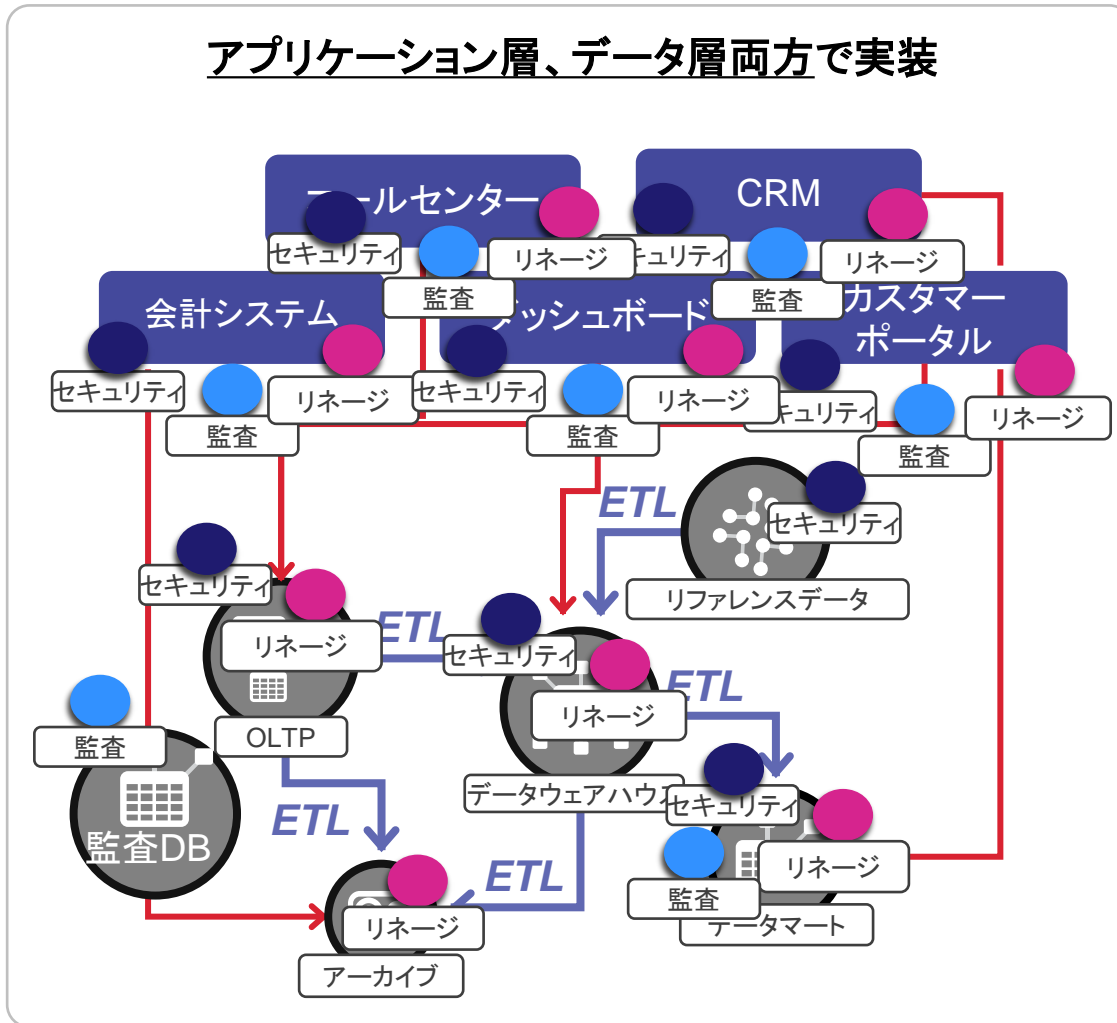 アプリケーション層、データ層両方で実装
コールセンター
CRM
セキュリティ
監査
リネージ
セキュリティ
監査
リネージ
会計システム
ダッシュボード
カスタマー
ポータル
セキュリティ
監査
リネージ
セキュリティ
監査
リネージ
セキュリティ
監査
リネージ
ETL
セキュリティ
リファレンスデータ
セキュリティ
リネージ
OLTP
ETL
セキュリティ
リネージ
データウェアハウス
ETL
監査
監査DB
ETL
セキュリティ
リネージ
監査
データマート
ETL
リネージ
アーカイブ